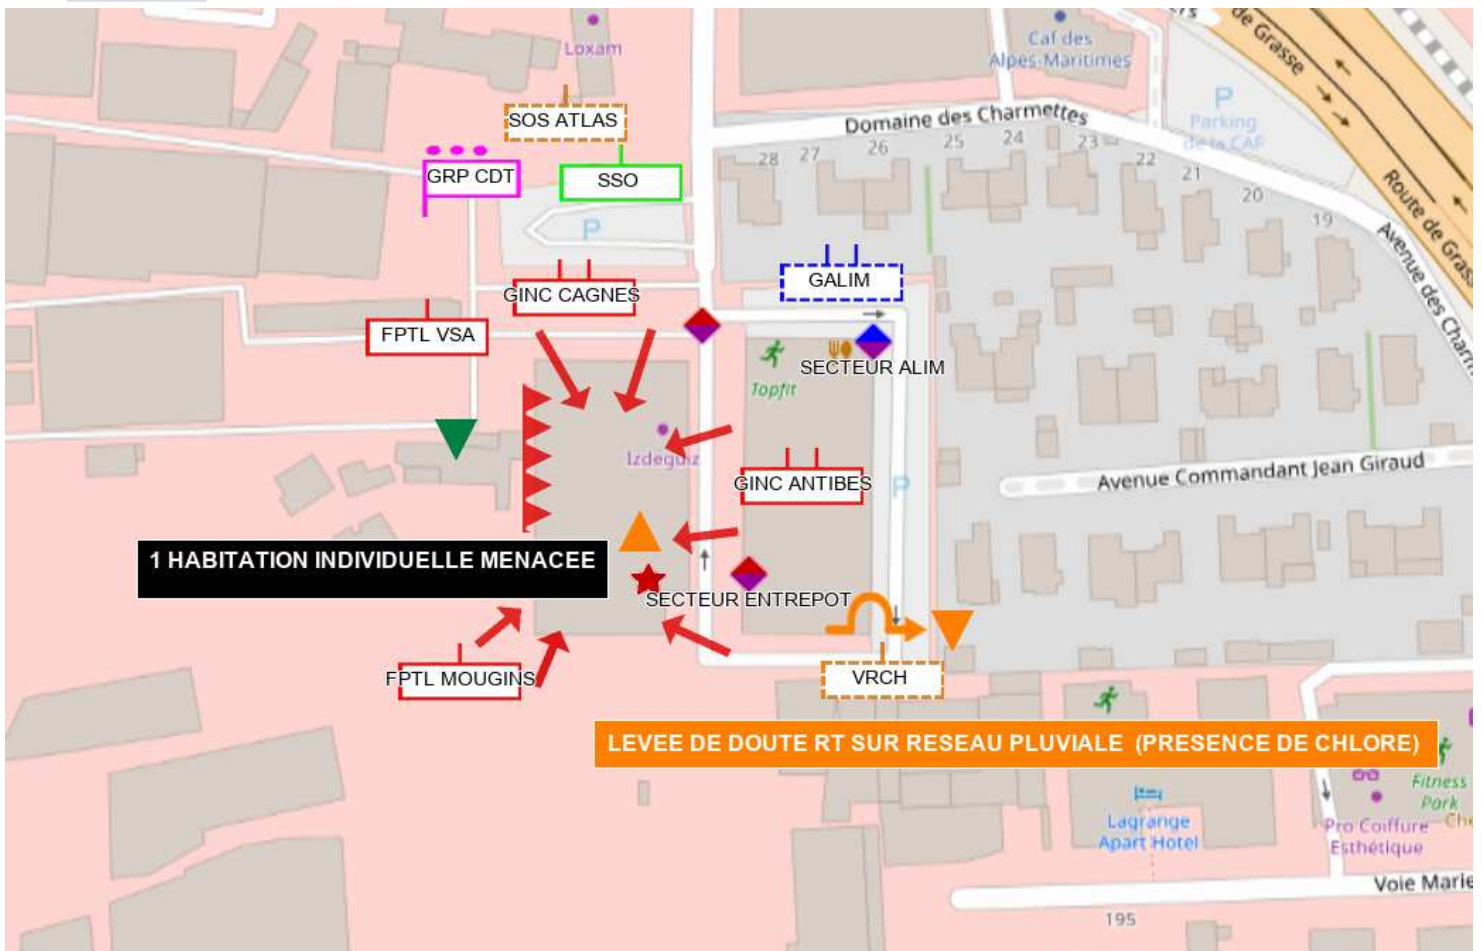 de Grasse
Loxam
Caf des
Alpes-Maritimes
P
Parking
de la CAF
SOS ATLAS
Domaine des Charmettes
28
27
26
25
24
23
22
21
20
19
GRP CDT
SSO
P
Route de Grasse
Avenue des Charm
GALIM
GINC CAGNES
FPTL VSA
SECTEUR ALIM
Topfit
Izdeguiz
Avenue Commandant Jean Giraud
GINC ANTIBES
P
1 HABITATION INDIVIDUELLE MENACEE
SECTEUR ENTREPOT
FPTL MOUGINS
VRCH
LEVEE DE DOUTE RT SUR RESEAU PLUVIALE (PRESENCE DE CHLORE)
Fitness
Park
Lagrange
Apart Hotel
Pro Coiffure
Esthétique
Che
Voie Marie
195